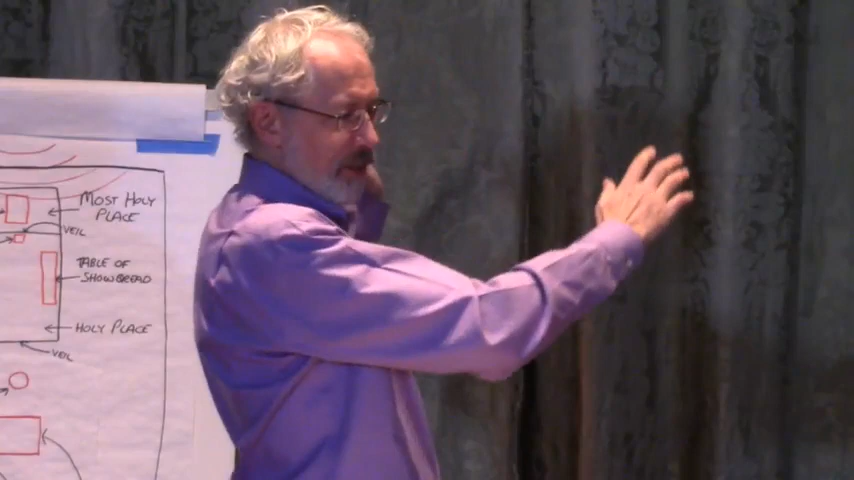 MOST HOLY
PLACE
VEIL
TABLE OF
SHOWBREAD
HOLY PLACE
VEIL